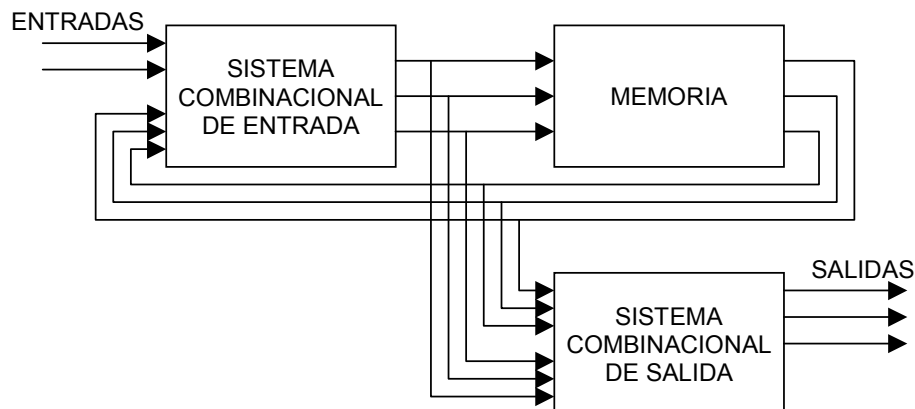 ENTRADAS
SISTEMA
COMBINACIONAL
DE ENTRADA
MEMORIA
SALIDAS
SISTEMA
COMBINACIONAL
DE SALIDA